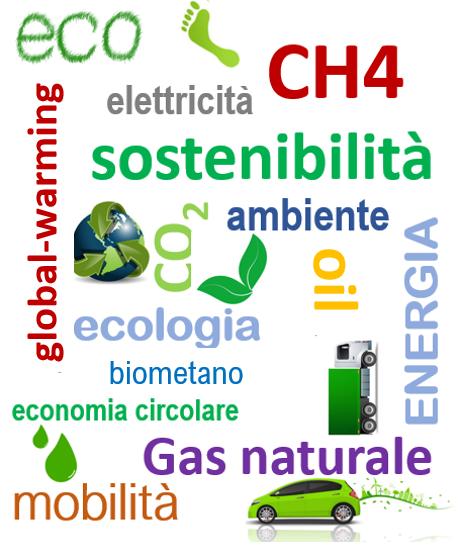 eco
CH4
elettricità
global-warming
sostenibilità
CO2
ambiente
oil
ENERGIA
ecologia
biometano
economia circolare
Gas naturale
mobilità